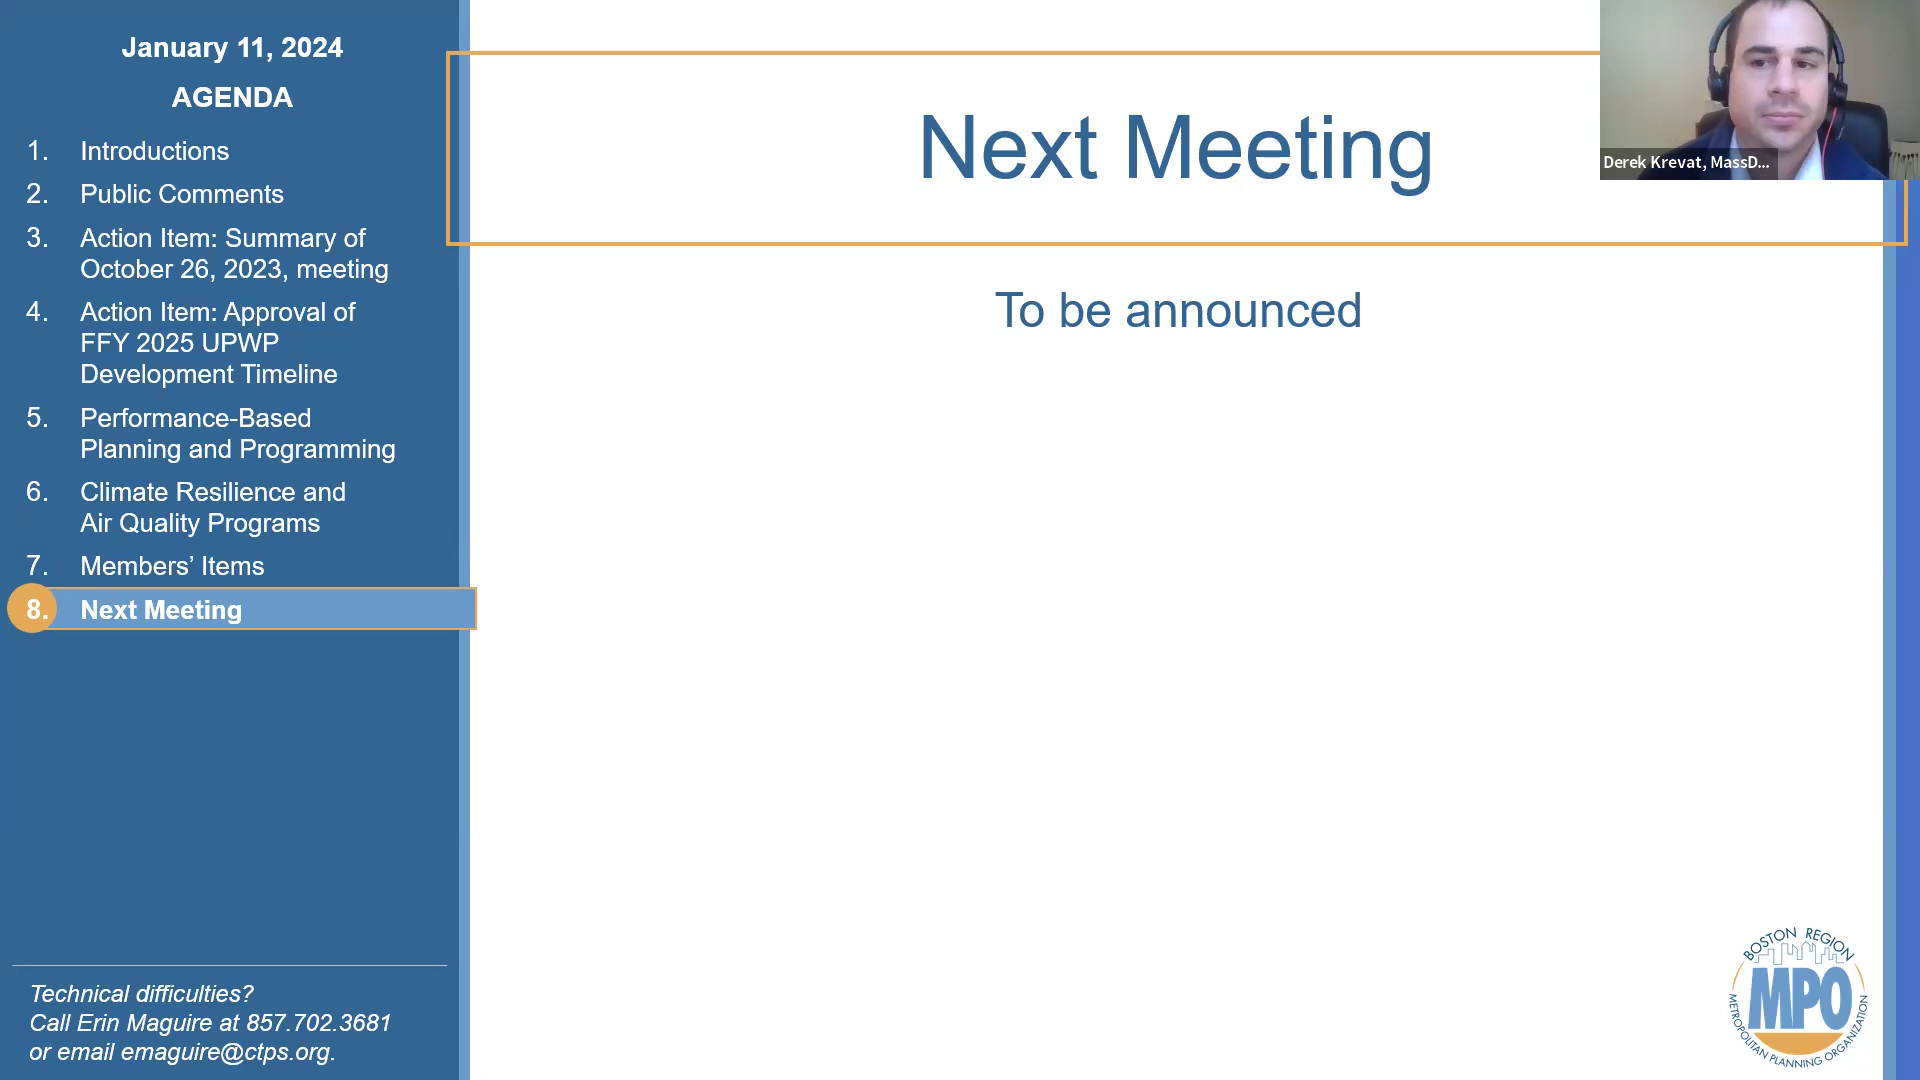 January 11, 2024
AGENDA
1. Introductions
2. Public Comments
3. Action Item: Summary of
October 26, 2023, meeting
4. Action Item: Approval of
FFY 2025 UPWP
Development Timeline
5. Performance-Based
Planning and Programming
6. Climate Resilience and
Air Quality Programs
7. Members’ Items
8. Next Meeting
Technical difficulties?
Call Erin Maguire at 857.702.3681
or email emaguire@ctps.org.
Next Meeting
To be announced
Derek Krevat, MassD...
BOSTON REGION
MPO
METROPOLITAN PLANNING ORGANIZATION